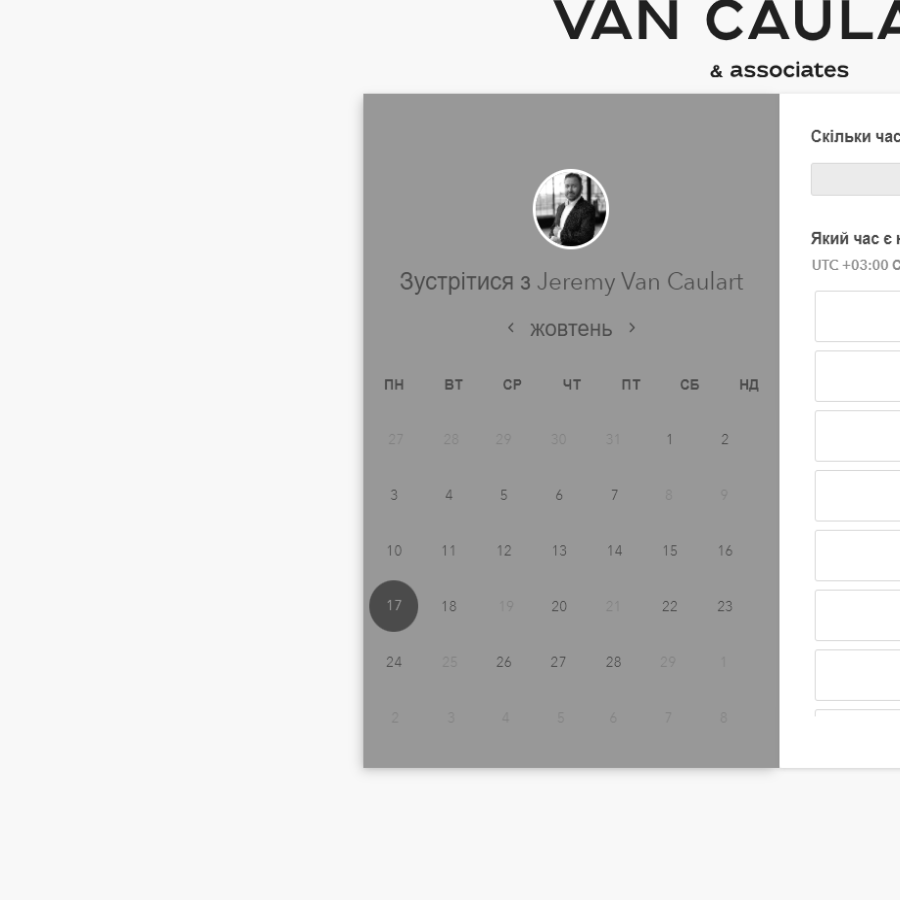 VAN CAULA
& associates
Скільки час
Зустрітися з Jeremy Van Caulart
Який час є
UTC +03:00
‹ жовтень ›
ПН ВТ СР ЧТ ПТ СБ НД
27 28 29 30 31 1 2
3 4 5 6 7 8 9
10 11 12 13 14 15 16
17 18 19 20 21 22 23
24 25 26 27 28 29 1
2 3 4 5 6 7 8